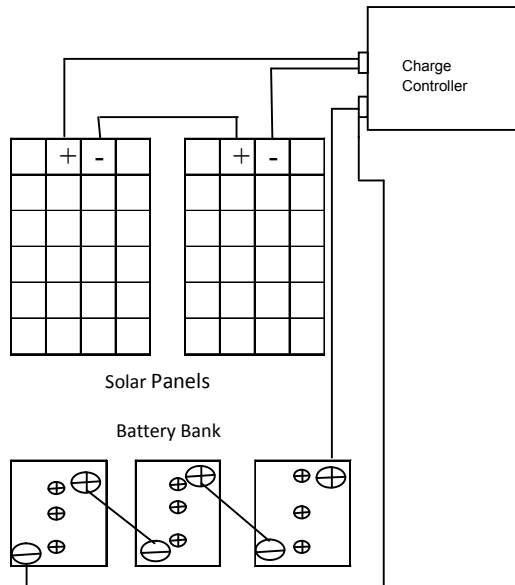 Charge
Controller
+ - + -
Solar Panels
Battery Bank